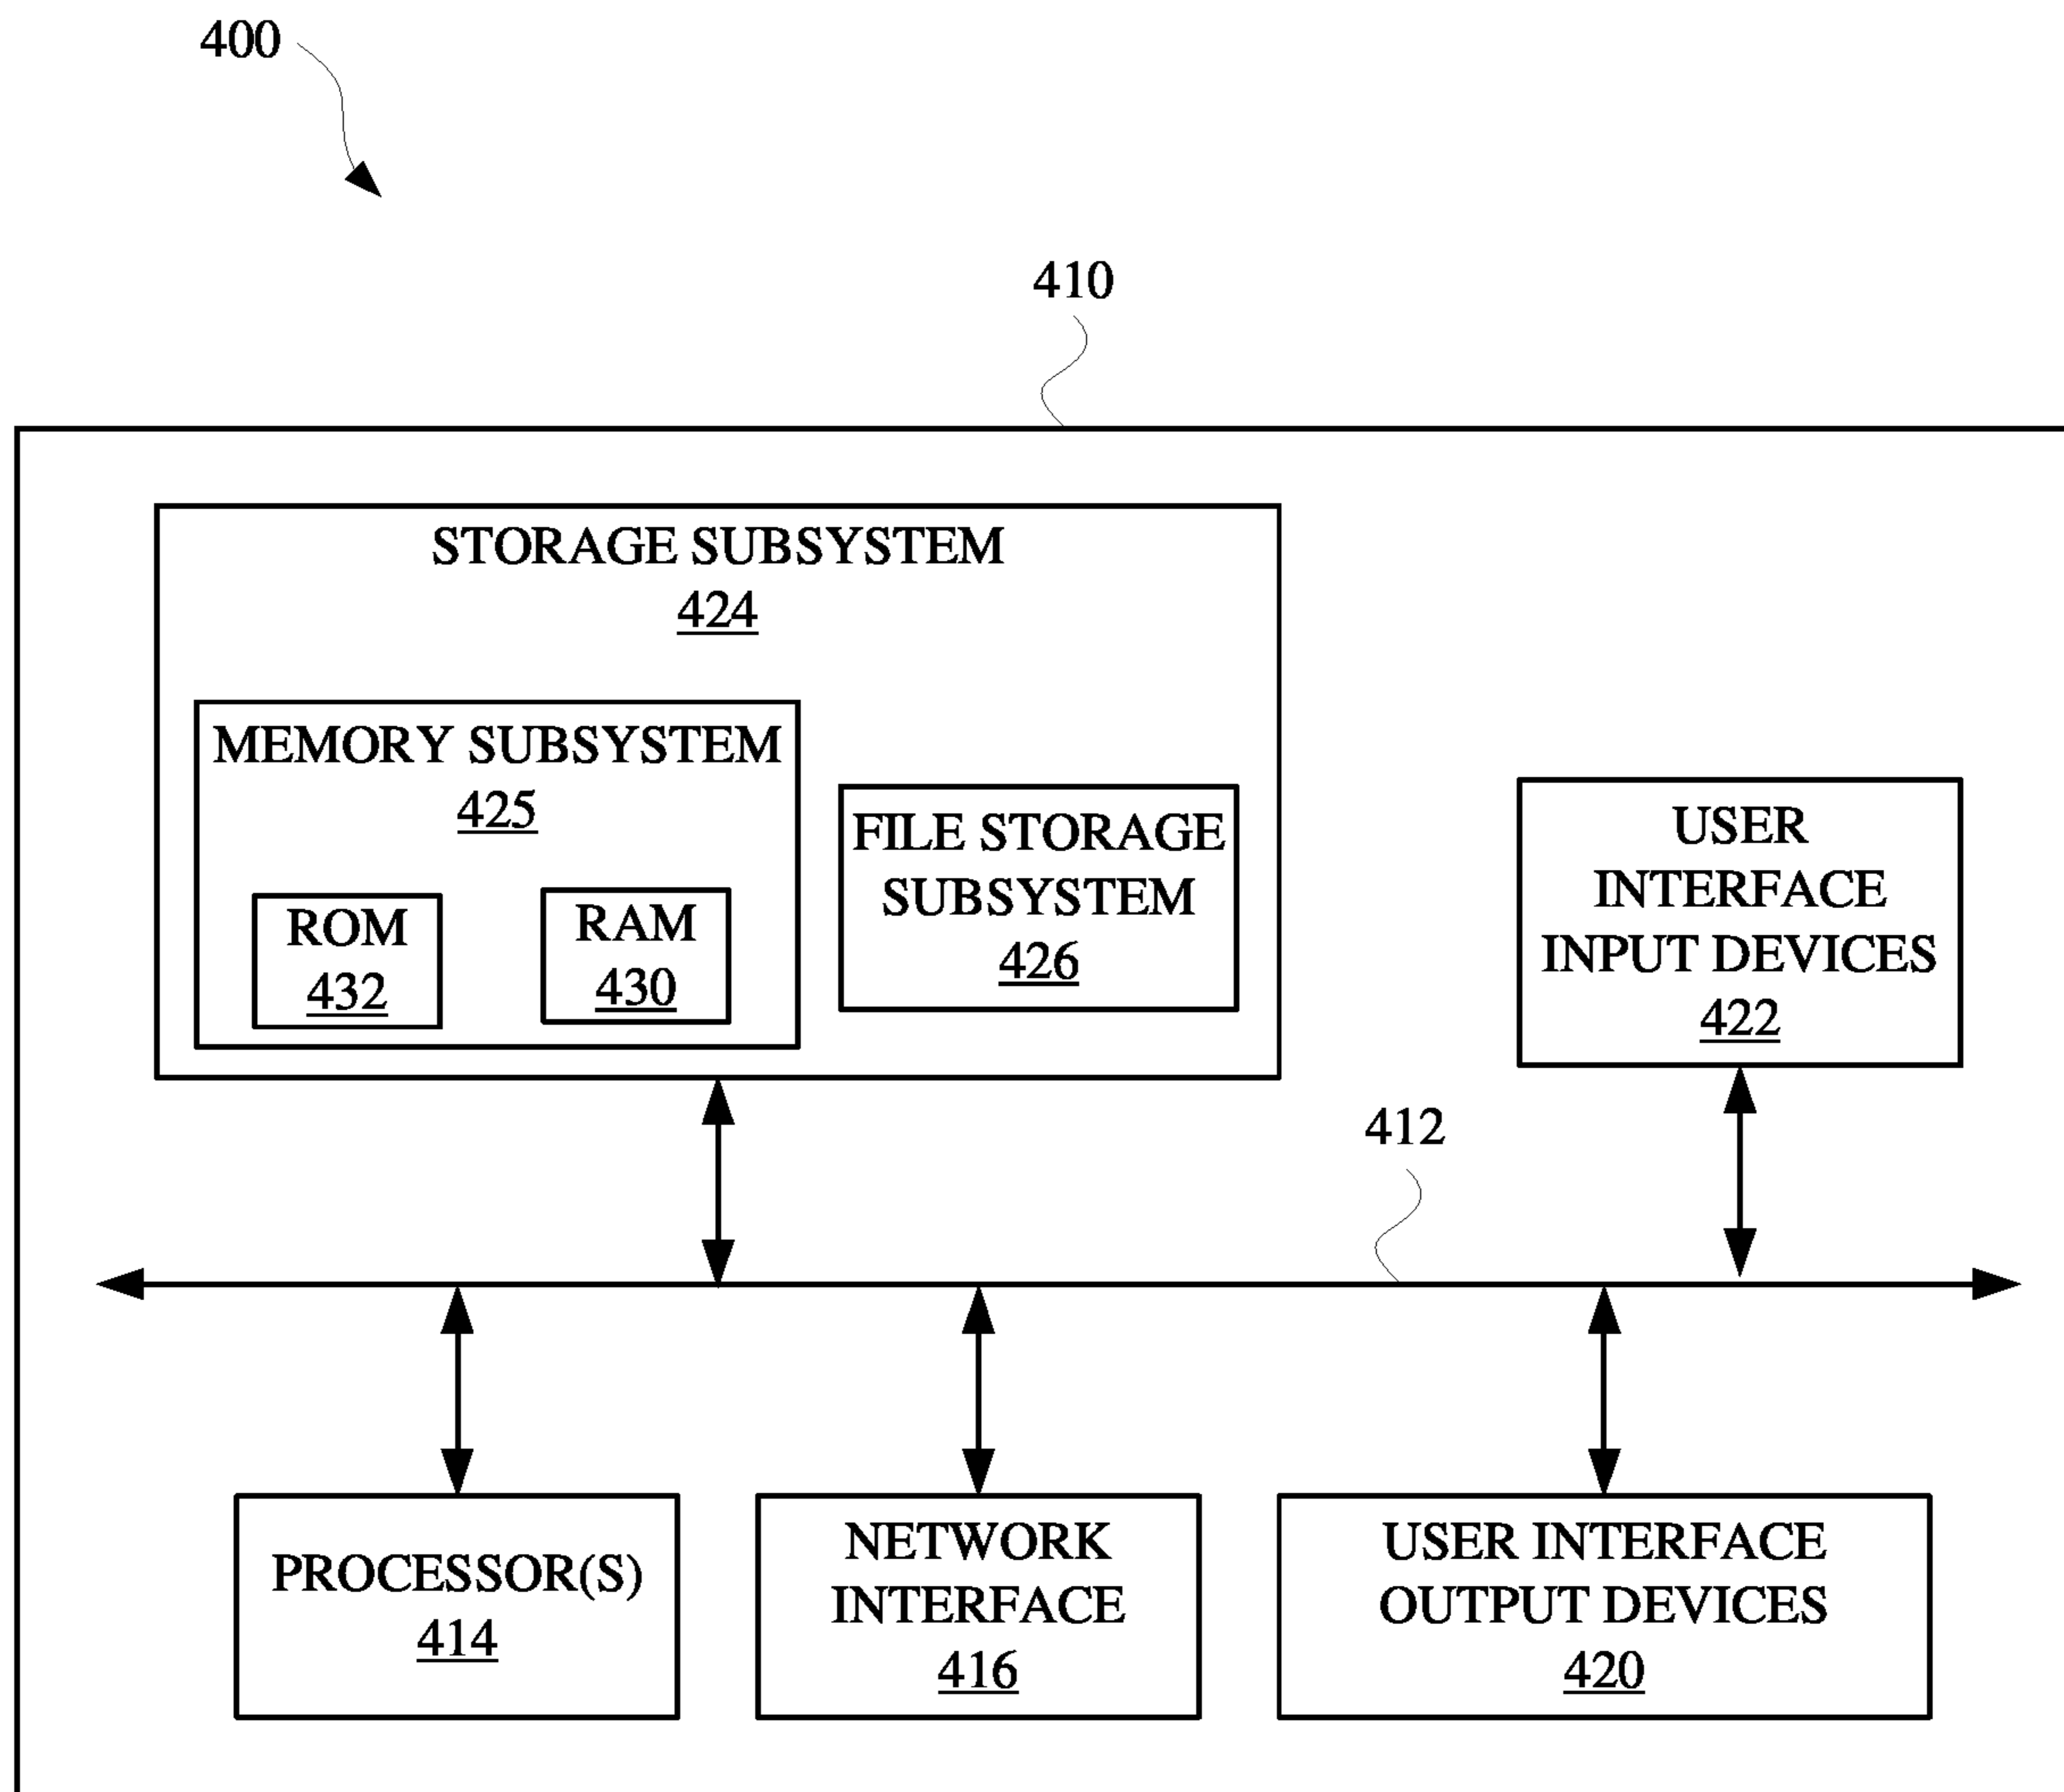 400
410
STORAGE SUBSYSTEM
424
MEMORY SUBSYSTEM
425
ROM
432
RAM
430
FILE STORAGE
SUBSYSTEM
426
USER
INTERFACE
INPUT DEVICES
422
412
PROCESSOR(S)
414
NETWORK
INTERFACE
416
USER INTERFACE
OUTPUT DEVICES
420